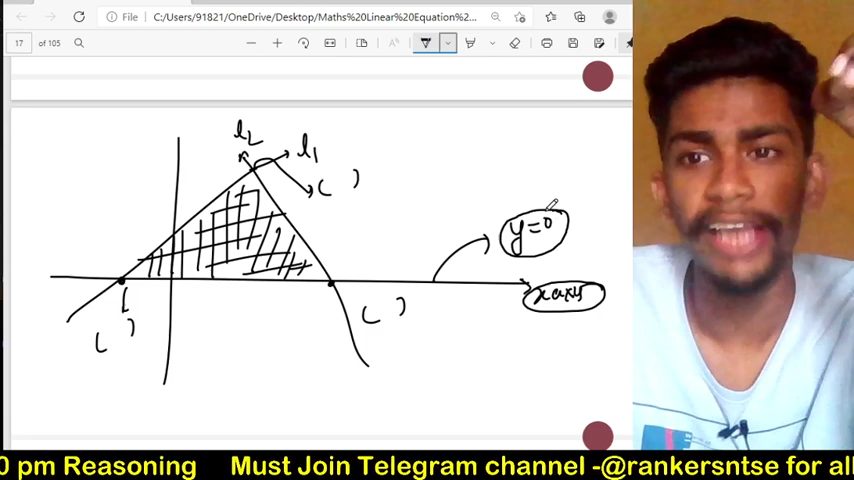 File
C:/Users/91821/OneDrive/Desktop/Maths%20Linear%20Equation%2...
17 of 105
l2
l1
( )
y=0
x axis
( )
( )
0 pm Reasoning Must Join Telegram channel -@rankersntse for all